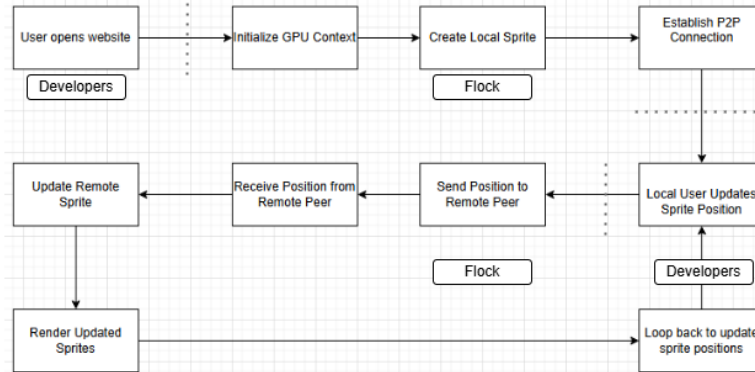 User opens website
Initialize GPU Context
Create Local Sprite
Establish P2P
Connection
Developers
Flock
Update Remote
Sprite
Receive Position from
Remote Peer
Send Position to
Remote Peer
Local User Updates
Sprite Position
Flock
Developers
Render Updated
Sprites
Loop back to update
sprite positions